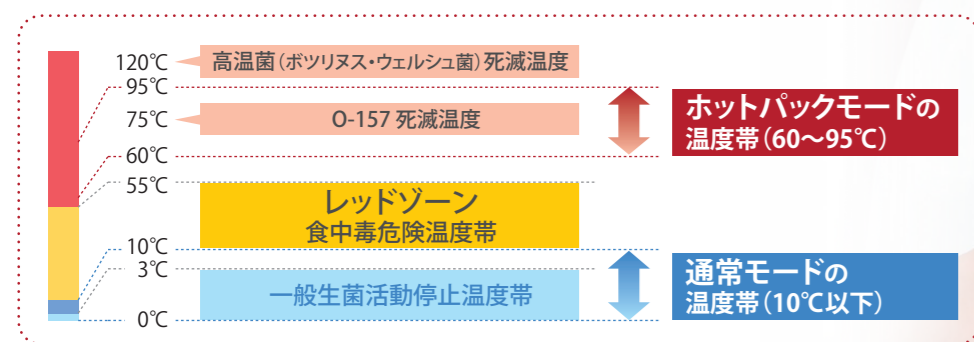 120℃
高温菌(ボツリヌス・ウェルシュ菌)死滅温度
95℃
75℃
O-157 死滅温度
60℃
55℃
ホットパックモードの
温度帯(60〜95℃)
レッドゾーン
食中毒危険温度帯
10℃
3℃
一般生菌活動停止温度帯
0℃
通常モードの
温度帯(10℃以下)